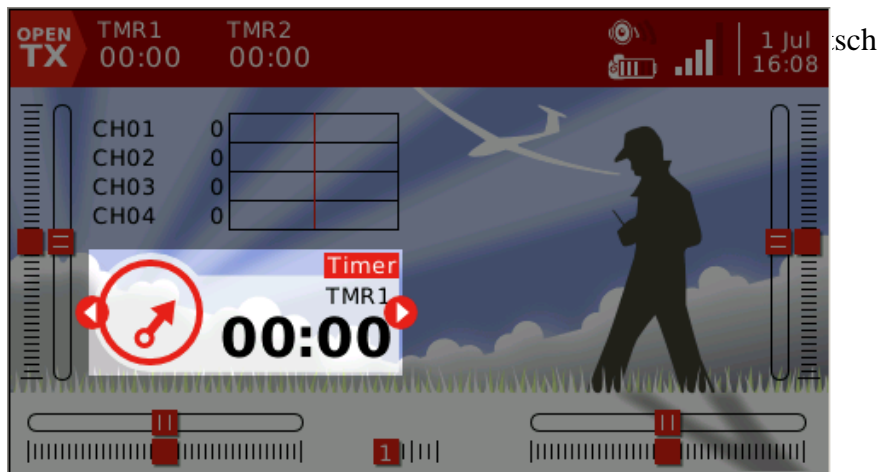 OPEN TX
TMR1 TMR2
00:00 00:00
1 Jul
16:08
CH01 0
CH02 0
CH03 0
CH04 0
Timer
TMR1
00:00
1